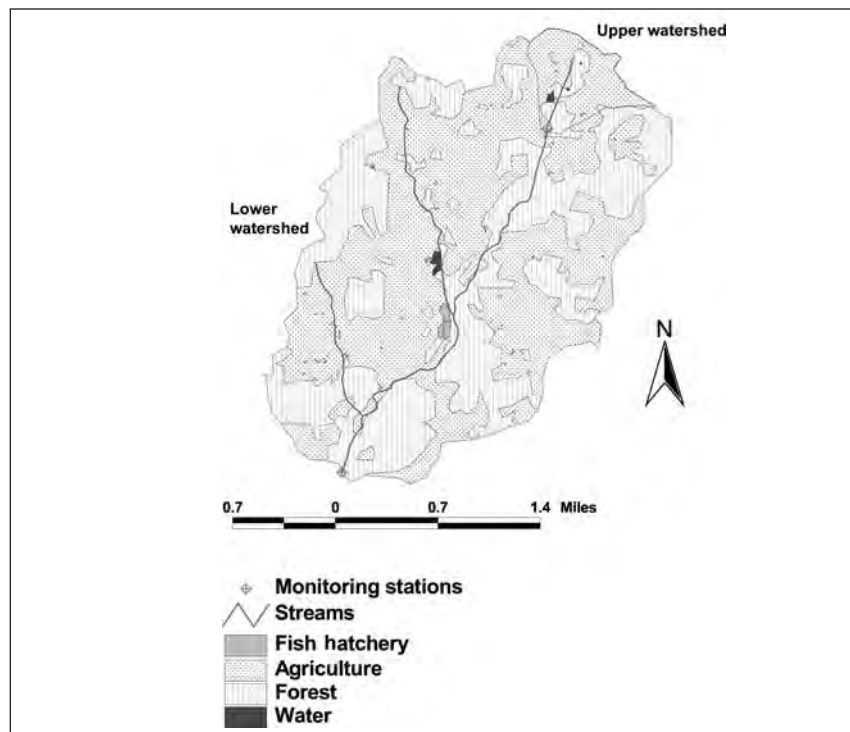 Upper watershed
Lower
watershed
N
0.7 0 0.7 1.4 Miles
Monitoring stations
Streams
Fish hatchery
Agriculture
Forest
Water